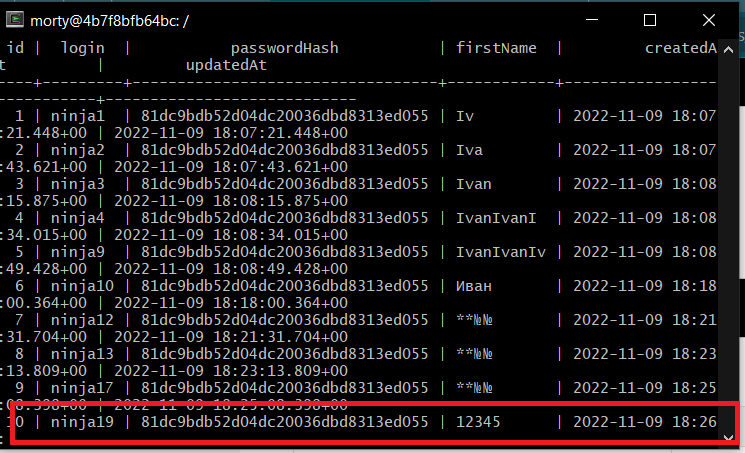 morty@4b7f8bfb64bc: /
id | login | passwordHash | firstName | createdA
t | updatedAt
----+---------+----------------------------------+-----------+------------------
------------+----------------------------
1 | ninja1 | 81dc9bdb52d04dc20036dbd8313ed055 | Iv | 2022-11-09 18:07
:21.448+00 | 2022-11-09 18:07:21.448+00
2 | ninja2 | 81dc9bdb52d04dc20036dbd8313ed055 | Iva | 2022-11-09 18:07
:43.621+00 | 2022-11-09 18:07:43.621+00
3 | ninja3 | 81dc9bdb52d04dc20036dbd8313ed055 | Ivan | 2022-11-09 18:08
:15.875+00 | 2022-11-09 18:08:15.875+00
4 | ninja4 | 81dc9bdb52d04dc20036dbd8313ed055 | IvanIvanI | 2022-11-09 18:08
:34.015+00 | 2022-11-09 18:08:34.015+00
5 | ninja9 | 81dc9bdb52d04dc20036dbd8313ed055 | IvanIvanIv | 2022-11-09 18:08
:49.428+00 | 2022-11-09 18:08:49.428+00
6 | ninja10 | 81dc9bdb52d04dc20036dbd8313ed055 | Иван | 2022-11-09 18:18
:00.364+00 | 2022-11-09 18:18:00.364+00
7 | ninja12 | 81dc9bdb52d04dc20036dbd8313ed055 | **№№ | 2022-11-09 18:21
:31.704+00 | 2022-11-09 18:21:31.704+00
8 | ninja13 | 81dc9bdb52d04dc20036dbd8313ed055 | **№№ | 2022-11-09 18:23
:13.809+00 | 2022-11-09 18:23:13.809+00
9 | ninja17 | 81dc9bdb52d04dc20036dbd8313ed055 | **№№ | 2022-11-09 18:25
:08.398+00 | 2022-11-09 18:25:08.398+00
10 | ninja19 | 81dc9bdb52d04dc20036dbd8313ed055 | 12345 | 2022-11-09 18:26
: